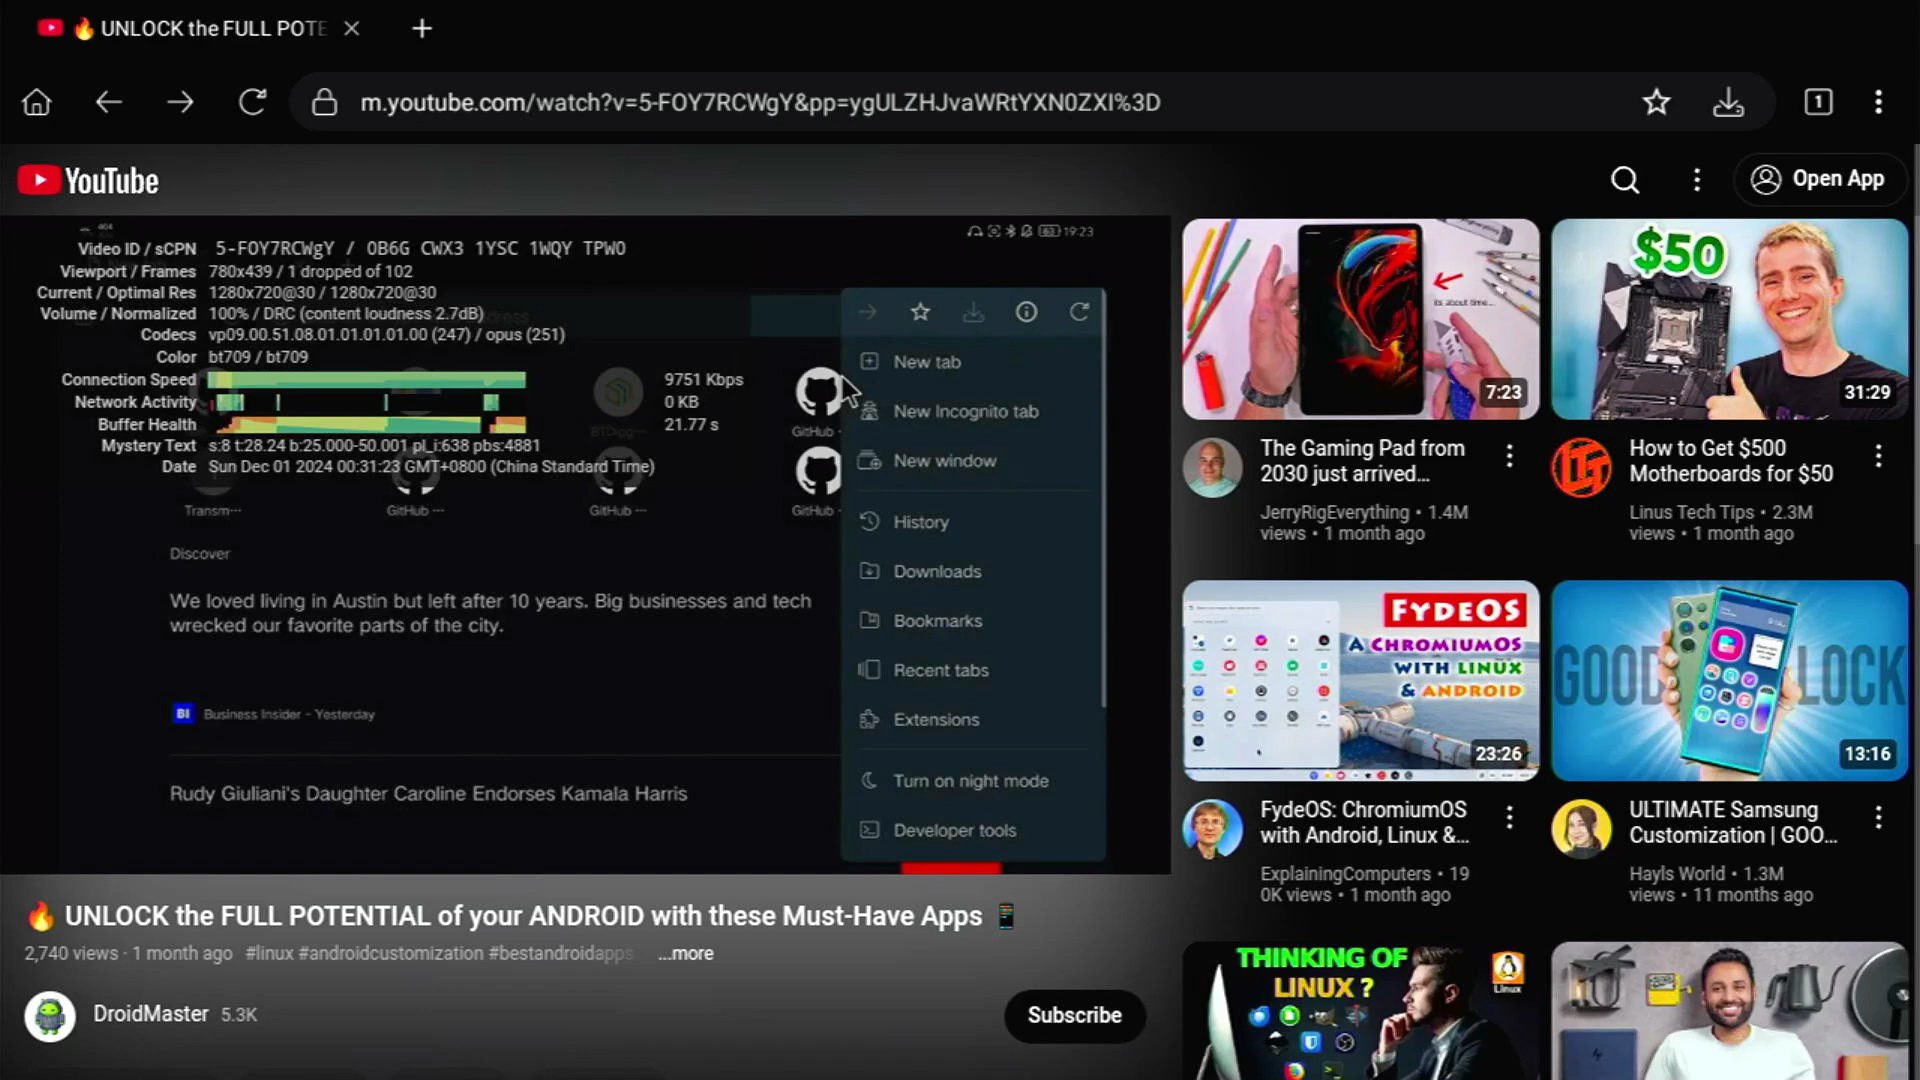 🔥 UNLOCK the FULL POTE
1
m.youtube.com/watch?v=5-FOY7RCWgY&pp=ygULZHJvaWRtYXN0ZXI%3D
YouTube
Open App
19:23
Video ID / sCPN 5-FOY7RCWgY / 0B6G CWX3 1YSC 1WQY TPWO
Viewport / Frames 780x439 / 1 dropped of 102
Current / Optimal Res 1280x720@30 / 1280x720@30
Volume / Normalized 100% / DRC (content loudness 2.7dB)
Codecs vp09.00.51.08.01.01.01.01.00 (247) / opus (251)
Color bt709 / bt709
Connection Speed 9751 Kbps
Network Activity 0 KB
Buffer Health 21.77 s
Mystery Text s:8 t:28.24 b:25.000-50.001 pl_i:638 pbs:4881
Date Sun Dec 01 2024 00:31:23 GMT+0800 (China Standard Time)
GitHub
Transm··· GitHub ··· GitHub ··· GitHub
Discover
We loved living in Austin but left after 10 years. Big businesses and tech
wrecked our favorite parts of the city.
BI Business Insider - Yesterday
Rudy Giuliani's Daughter Caroline Endorses Kamala Harris
New tab
New Incognito tab
New window
History
Downloads
Bookmarks
Recent tabs
Extensions
Turn on night mode
Developer tools
🔥 UNLOCK the FULL POTENTIAL of your ANDROID with these Must-Have Apps 📱
2,740 views · 1 month ago #linux #androidcustomization #bestandroidapps ...more
DroidMaster 5.3K
Subscribe
its about time...
7:23
The Gaming Pad from
2030 just arrived...
JerryRigEverything • 1.4M
views • 1 month ago
$50
31:29
LTT
How to Get $500
Motherboards for $50
Linus Tech Tips • 2.3M
views • 1 month ago
FYDEOS
A CHROMIUMOS
WITH LINUX
& ANDROID
23:26
FydeOS: ChromiumOS
with Android, Linux &...
ExplainingComputers • 19
0K views • 1 month ago
GOOD LOCK
13:16
ULTIMATE Samsung
Customization | GOO...
Hayls World • 1.3M
views • 11 months ago
THINKING OF
LINUX ?
Linux